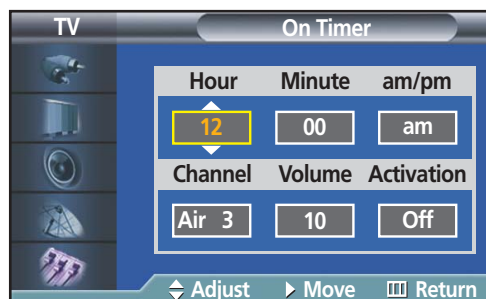 TV On Timer
Hour Minute am/pm
12 00 am
Channel Volume Activation
Air 3 10 Off
Adjust Move Return